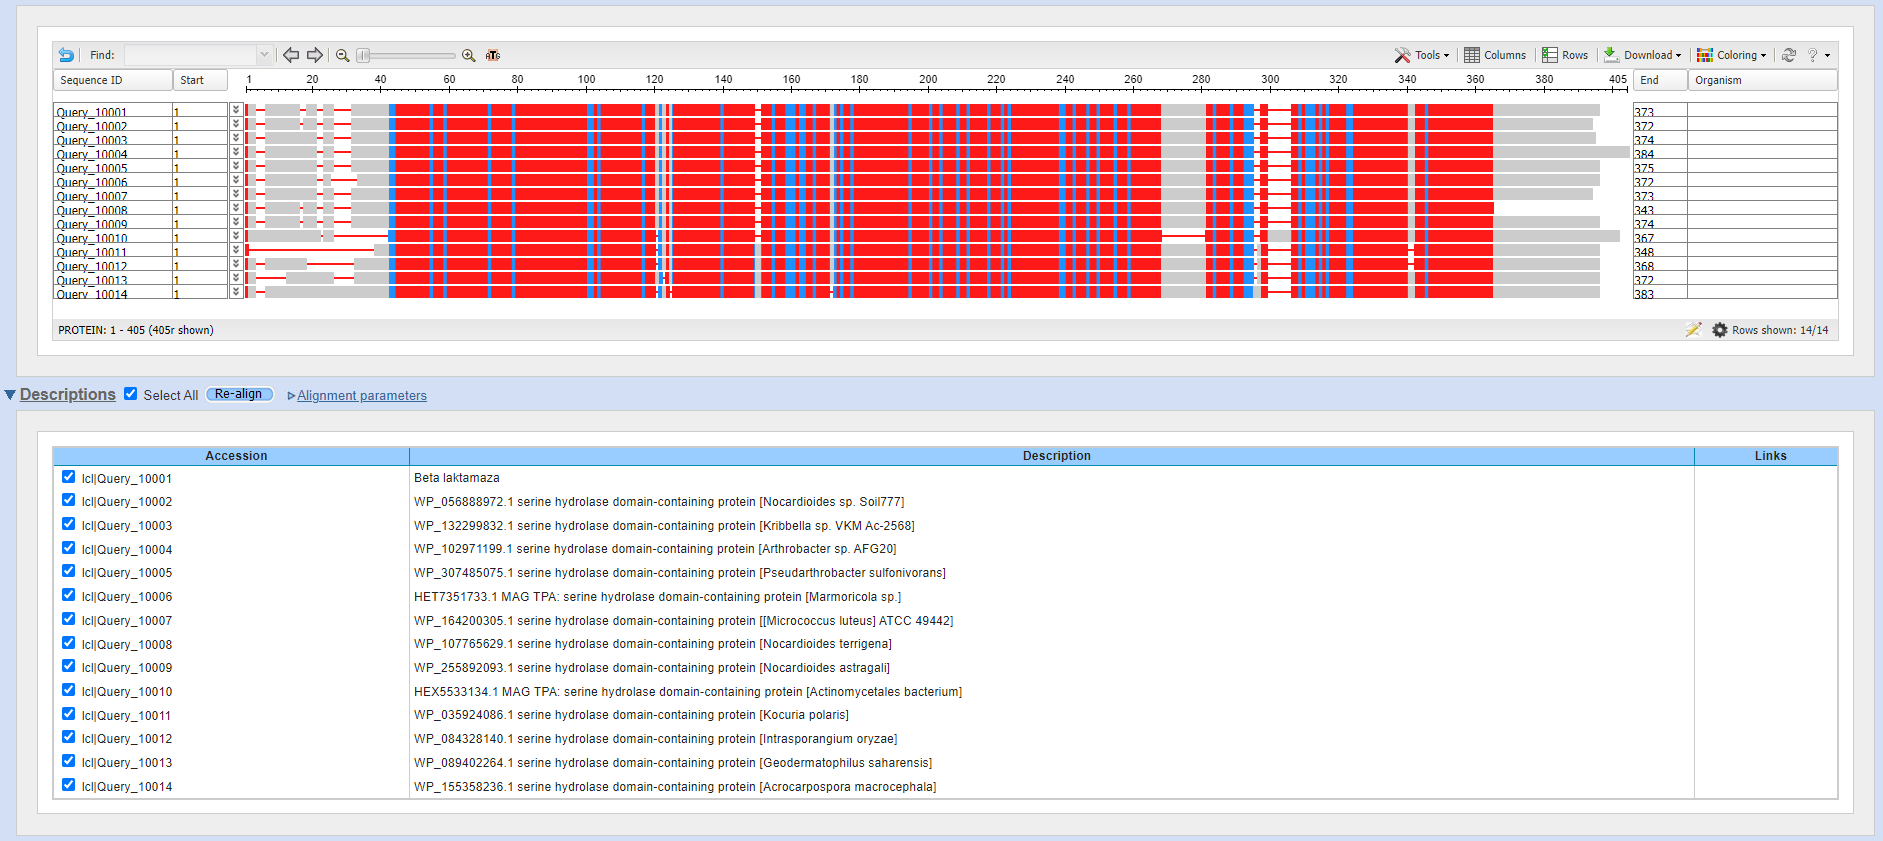 Find:
Tools
Columns
Rows
Download
Coloring
?
Sequence ID Start 1 20 40 60 80 100 120 140 160 180 200 220 240 260 280 300 320 340 360 380 405 End Organism
Query_10001 1 373
Query_10002 1 372
Query_10003 1 374
Query_10004 1 384
Query_10005 1 375
Query_10006 1 372
Query_10007 1 373
Query_10008 1 343
Query_10009 1 374
Query_10010 1 367
Query_10011 1 348
Query_10012 1 368
Query_10013 1 372
Query_10014 1 383
PROTEIN: 1 - 405 (405r shown) Rows shown: 14/14
Descriptions Select All Re-align Alignment parameters
Accession Description Links
lcl|Query_10001 Beta laktamaza
lcl|Query_10002 WP_056888972.1 serine hydrolase domain-containing protein [Nocardioides sp. Soil777]
lcl|Query_10003 WP_132299832.1 serine hydrolase domain-containing protein [Kribbella sp. VKM Ac-2568]
lcl|Query_10004 WP_102971199.1 serine hydrolase domain-containing protein [Arthrobacter sp. AFG20]
lcl|Query_10005 WP_307485075.1 serine hydrolase domain-containing protein [Pseudarthrobacter sulfonivorans]
lcl|Query_10006 HET7351733.1 MAG TPA: serine hydrolase domain-containing protein [Marmoricola sp.]
lcl|Query_10007 WP_164200305.1 serine hydrolase domain-containing protein [[Micrococcus luteus] ATCC 49442]
lcl|Query_10008 WP_107765629.1 serine hydrolase domain-containing protein [Nocardioides terrigena]
lcl|Query_10009 WP_255892093.1 serine hydrolase domain-containing protein [Nocardioides astragali]
lcl|Query_10010 HEX5533134.1 MAG TPA: serine hydrolase domain-containing protein [Actinomycetales bacterium]
lcl|Query_10011 WP_035924086.1 serine hydrolase domain-containing protein [Kocuria polaris]
lcl|Query_10012 WP_084328140.1 serine hydrolase domain-containing protein [Intrasporangium oryzae]
lcl|Query_10013 WP_089402264.1 serine hydrolase domain-containing protein [Geodermatophilus saharensis]
lcl|Query_10014 WP_155358236.1 serine hydrolase domain-containing protein [Acrocarpospora macrocephala]